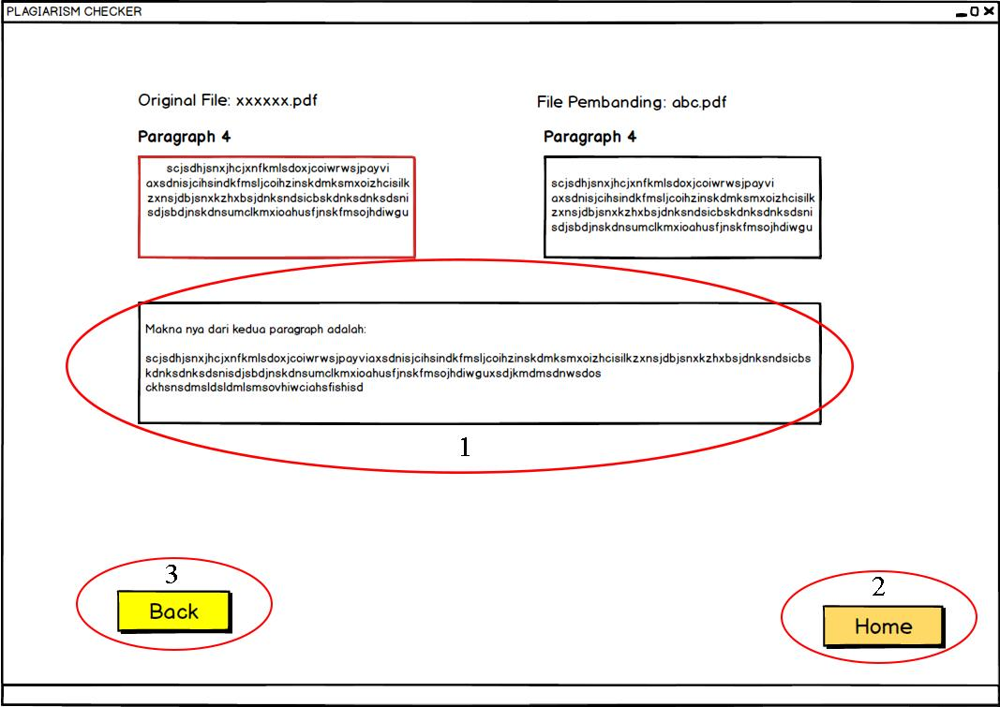 PLAGIARISM CHECKER
Original File: xxxxxx.pdf
File Pembanding: abc.pdf
Paragraph 4
Paragraph 4
scjsdhjsnxjhcjxnfkmlsdoxjcoiwrwsjpayvi
axsdnisjcihsindkfmsljcoihzinskdmksmxoizhcisilk
zxnsjdbjsnxkzhxbsjdnksndsicbskdnksdnksdsni
sdjsbdjnskdnsumclkmxioahusfjnskfmsojhdiwgu
scjsdhjsnxjhcjxnfkmlsdoxjcoiwrwsjpayvi
axsdnisjcihsindkfmsljcoihzinskdmksmxoizhcisilk
zxnsjdbjsnxkzhxbsjdnksndsicbskdnksdnksdsni
sdjsbdjnskdnsumclkmxioahusfjnskfmsojhdiwgu
Makna nya dari kedua paragraph adalah:
scjsdhjsnxjhcjxnfkmlsdoxjcoiwrwsjpayviaxsdnisjcihsindkfmsljcoihzinskdmksmxoizhcisilkzxnsjdbjsnxkzhxbsjdnksndsicbs
kdnksdnksdsnisdjsbdjnskdnsumclkmxioahusfjnskfmsojhdiwguxsdjkmdmsdnwsdos
ckhsnsdmsldsldmlsmsovhiwciahsfishisd
1
3
Back
2
Home